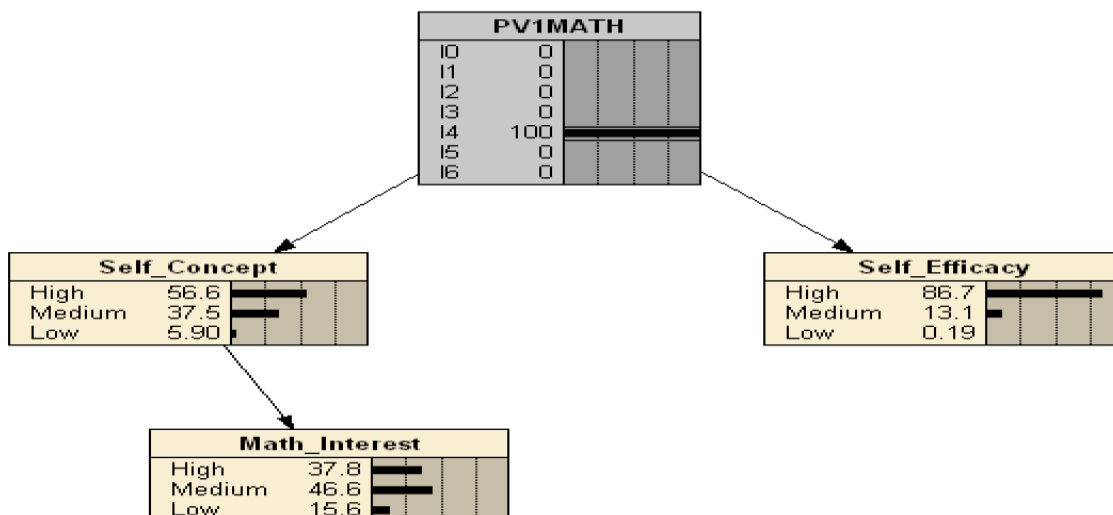 PV1MATH
I0 0
I1 0
I2 0
I3 0
I4 100
I5 0
I6 0
Self_Concept
High 56.6
Medium 37.5
Low 5.90
Self_Efficacy
High 86.7
Medium 13.1
Low 0.19
Math_Interest
High 37.8
Medium 46.6
Low 15.6